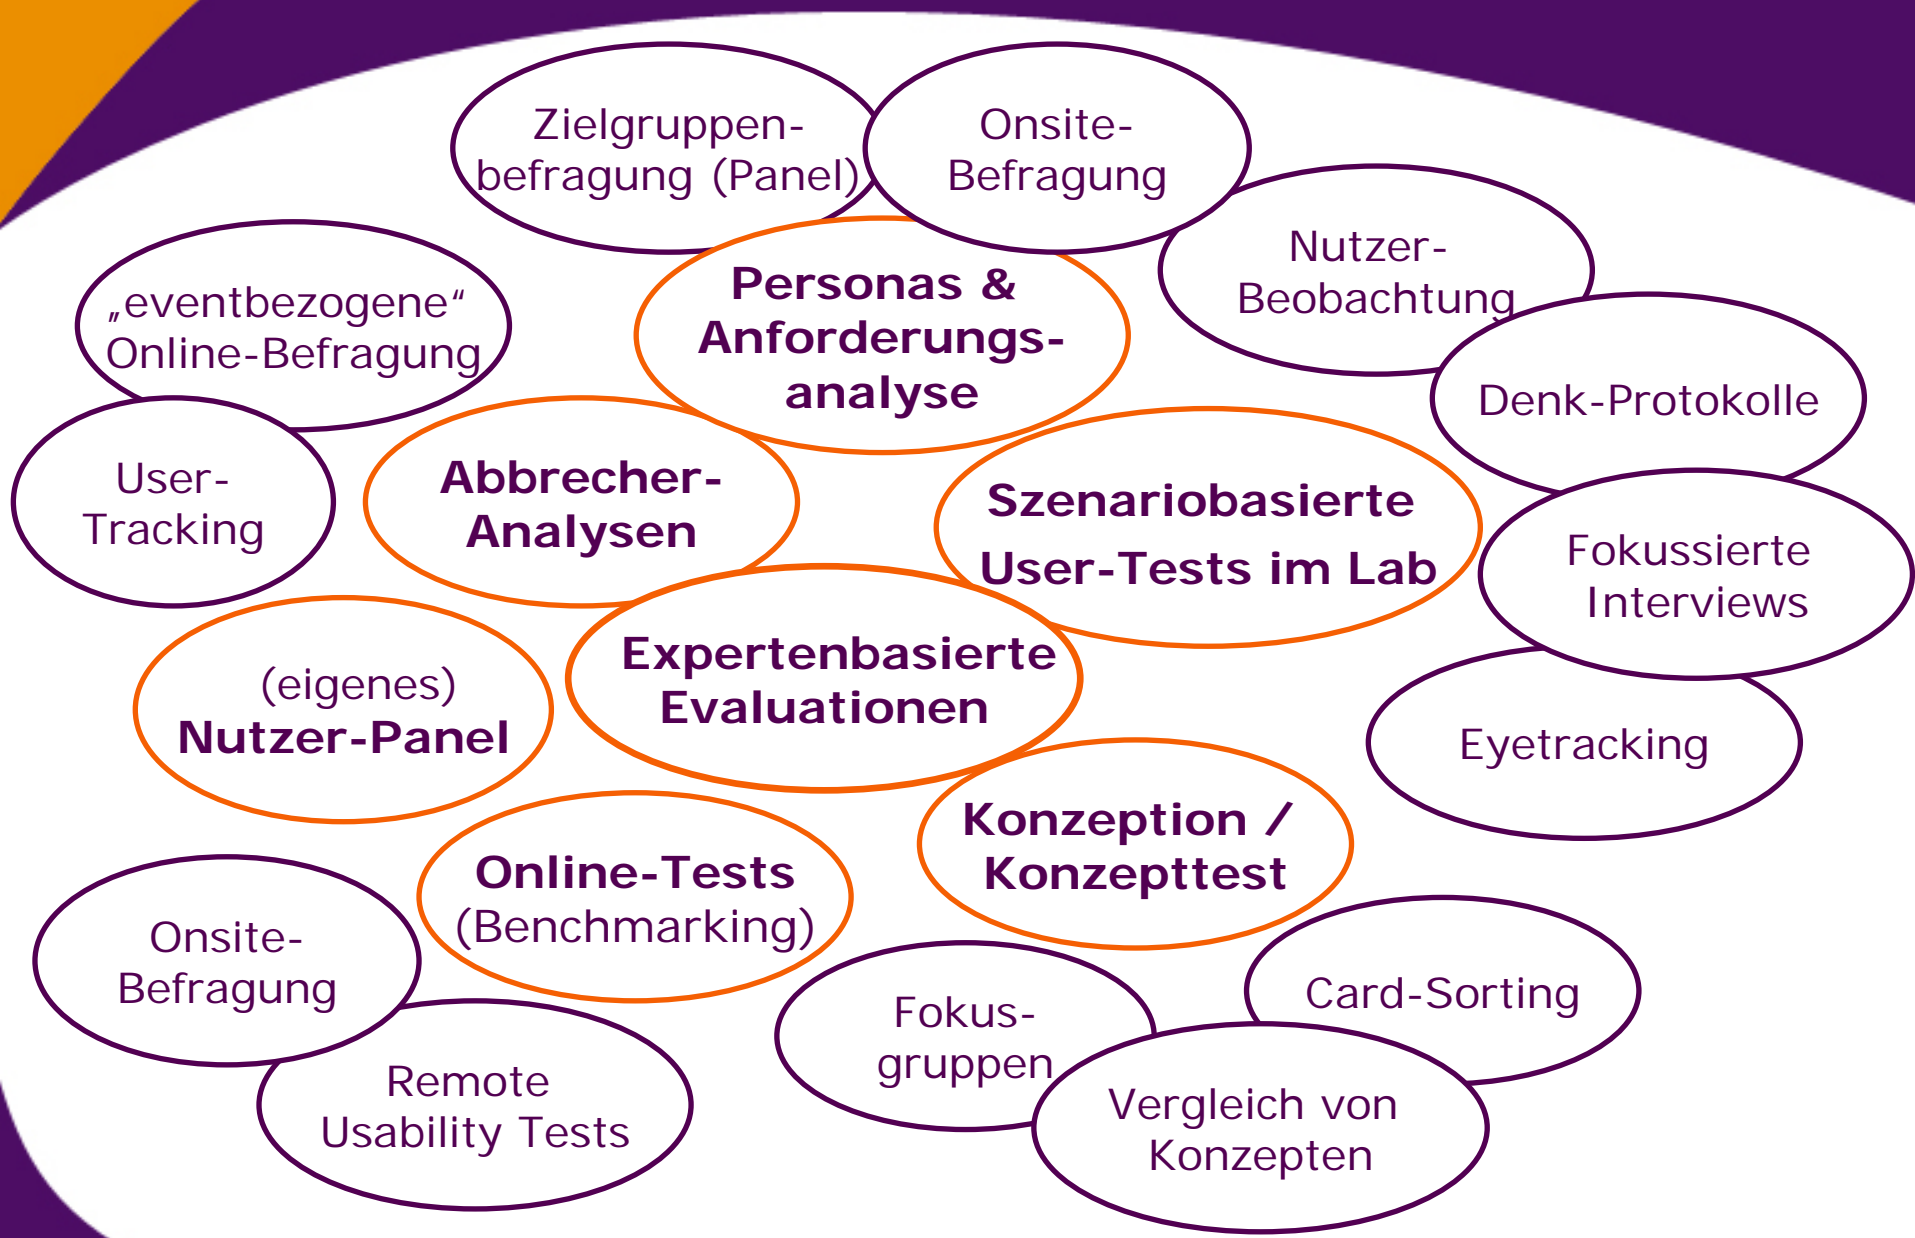 Zielgruppen-
befragung (Panel)
Onsite-
Befragung
Nutzer-
Beobachtung
„eventbezogene“
Online-Befragung
Personas &
Anforderungs-
analyse
Denk-Protokolle
User-
Tracking
Abbrecher-
Analysen
Szenariobasierte
User-Tests im Lab
Fokussierte
Interviews
(eigenes)
Nutzer-Panel
Expertenbasierte
Evaluationen
Eyetracking
Online-Tests
(Benchmarking)
Konzeption /
Konzepttest
Onsite-
Befragung
Remote
Usability Tests
Fokus-
gruppen
Card-Sorting
Vergleich von
Konzepten